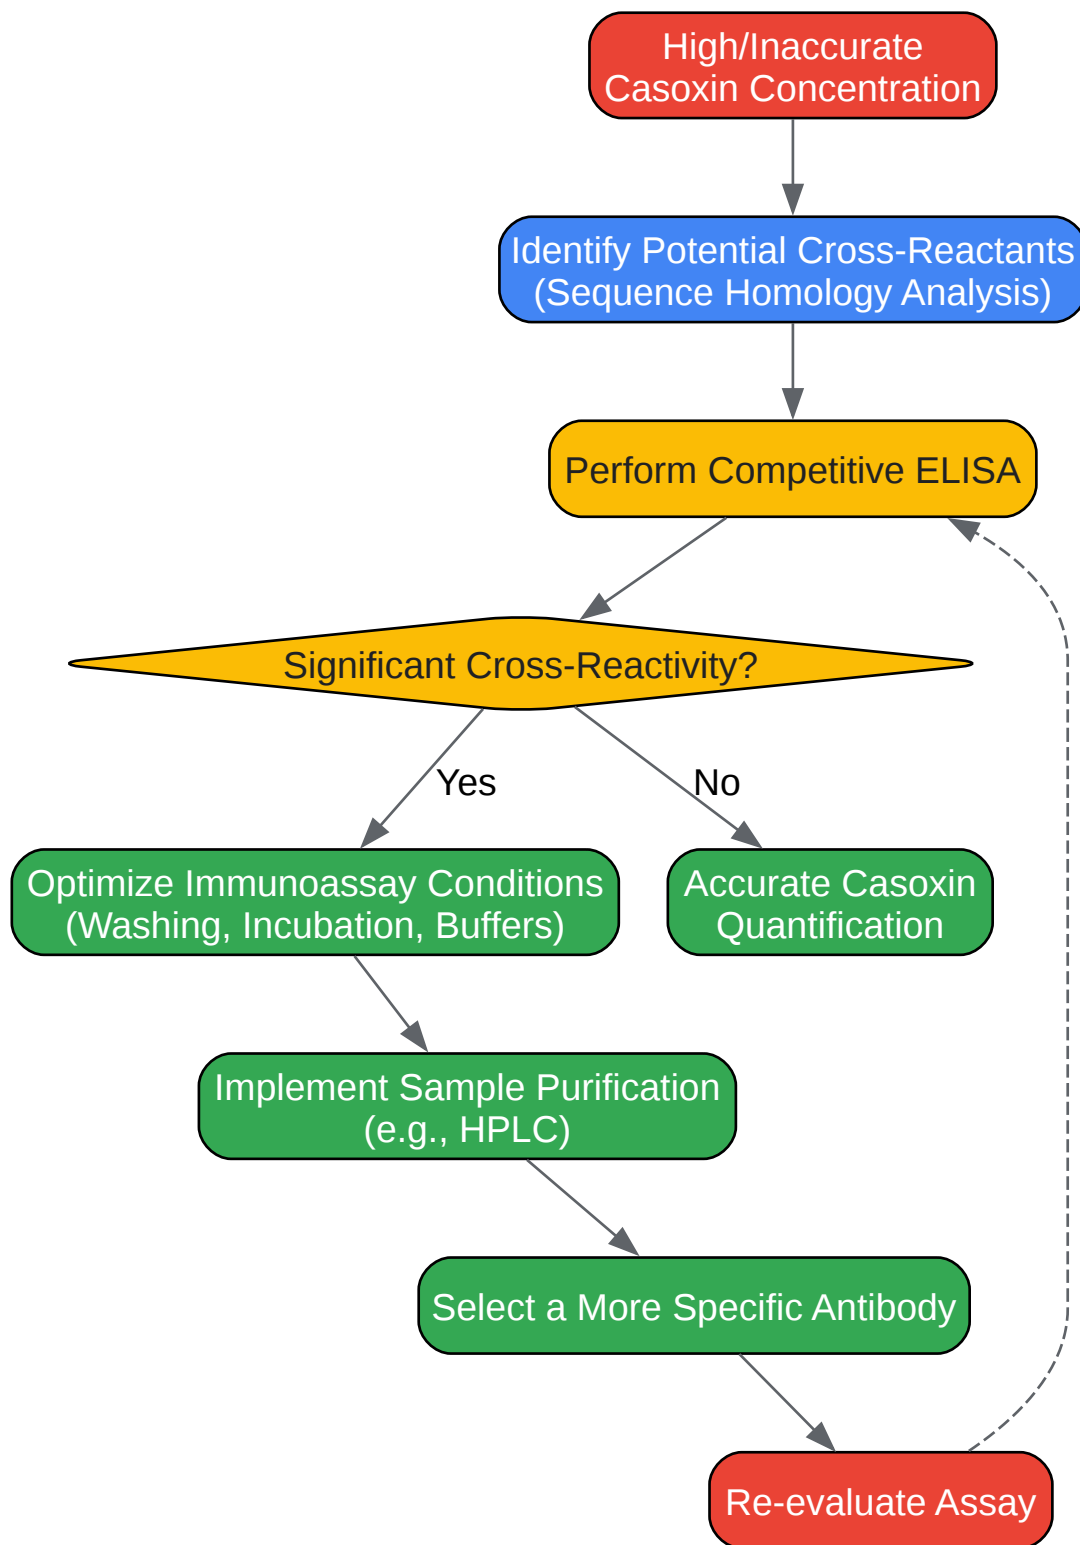 High/Inaccurate
Casoxin Concentration
Identify Potential Cross-Reactants
(Sequence Homology Analysis)
Perform Competitive ELISA
Significant Cross-Reactivity?
Yes
No
Optimize Immunoassay Conditions
(Washing, Incubation, Buffers)
Accurate Casoxin
Quantification
Implement Sample Purification
(e.g., HPLC)
Select a More Specific Antibody
Re-evaluate Assay